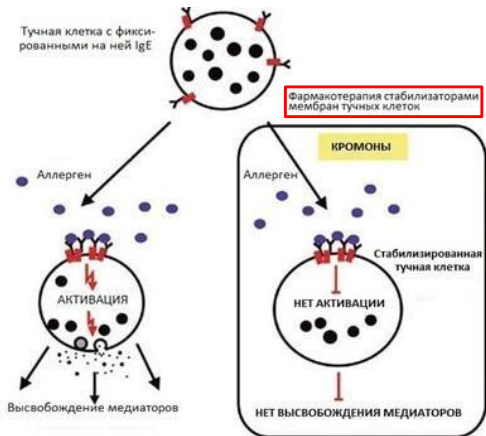 Тучная клетка с фикси-
рованными на ней IgE
Фармакотерапия стабилизаторами
мембран тучных клеток
КРОМОНЫ
Аллерген
Аллерген
Стабилизированная
тучная клетка
АКТИВАЦИЯ
НЕТ АКТИВАЦИИ
Высвобождение медиаторов
НЕТ ВЫСВОБОЖДЕНИЯ МЕДИАТОРОВ